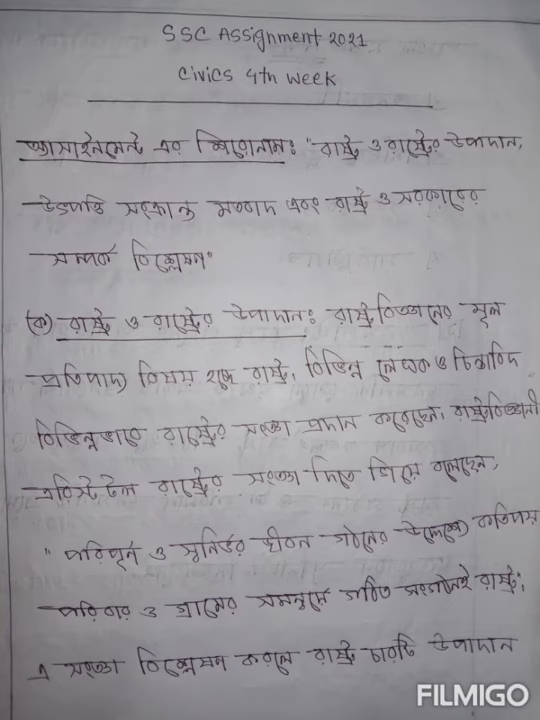 SSC Assignment 2021
Civics 4th week
অ্যাসাইনমেন্ট এর শিরোনাম: "রাষ্ট্র ও রাষ্ট্রের উপাদান,
উৎপত্তি সংক্রান্ত মতবাদ এবং রাষ্ট্র ও সরকারের
সম্পর্ক বিশ্লেষণ"
(ক) রাষ্ট্র ও রাষ্ট্রের উপাদান: রাষ্ট্রবিজ্ঞানের মূল
প্রতিপাদ্য বিষয় হচ্ছে রাষ্ট্র। বিভিন্ন লেখক ও চিন্তাবিদ
বিভিন্নভাবে রাষ্ট্রের সংজ্ঞা প্রদান করেছেন। রাষ্ট্রবিজ্ঞানী
এরিস্টটল রাষ্ট্রের সংজ্ঞা দিতে গিয়ে বলেছেন,
"পরিপূর্ণ ও স্বনির্ভর জীবন গঠনের উদ্দেশ্যে কতিপয়
পরিবার ও গ্রামের সমন্বয়ে গঠিত সংগঠনই রাষ্ট্র"।
এ সংজ্ঞা বিশ্লেষণ করলে রাষ্ট্র চারটি উপাদান
FILMIGO